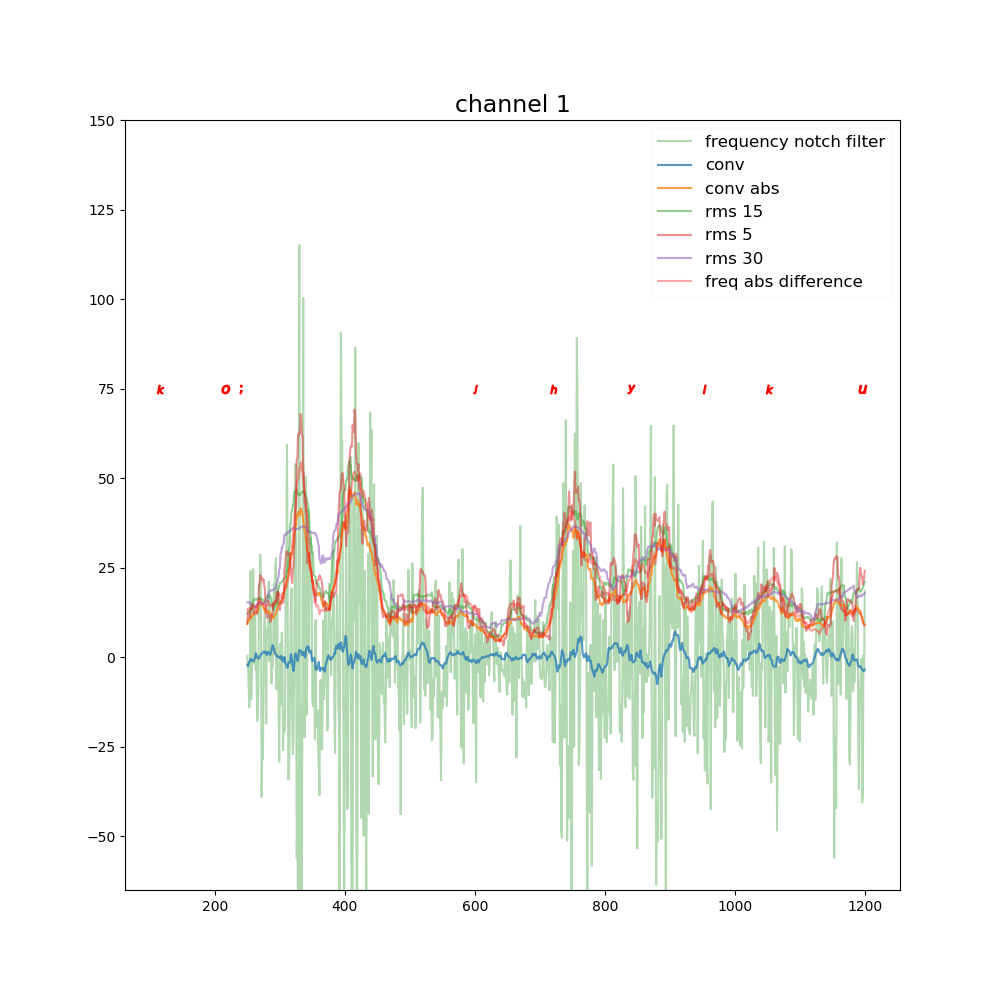 channel 1
150
frequency notch filter
conv
125
conv abs
rms 15
rms 5
rms 30
100
freq abs difference
75
k o ; J h y l k u
50
25
0
−25
−50
200 400 600 800 1000 1200